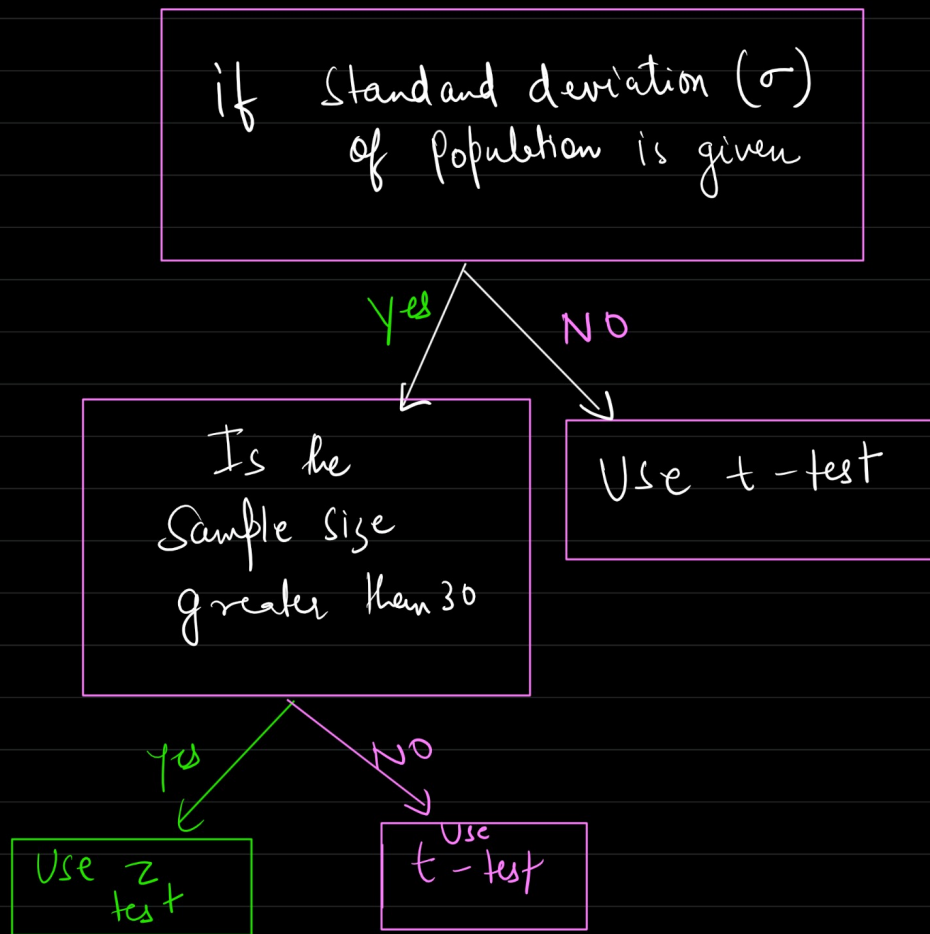 if Standard deviation (σ)
of Population is given
Yes
NO
Is the
Sample Size
greater than 30
Use t-test
Yes
NO
Use z
test
Use
t-test